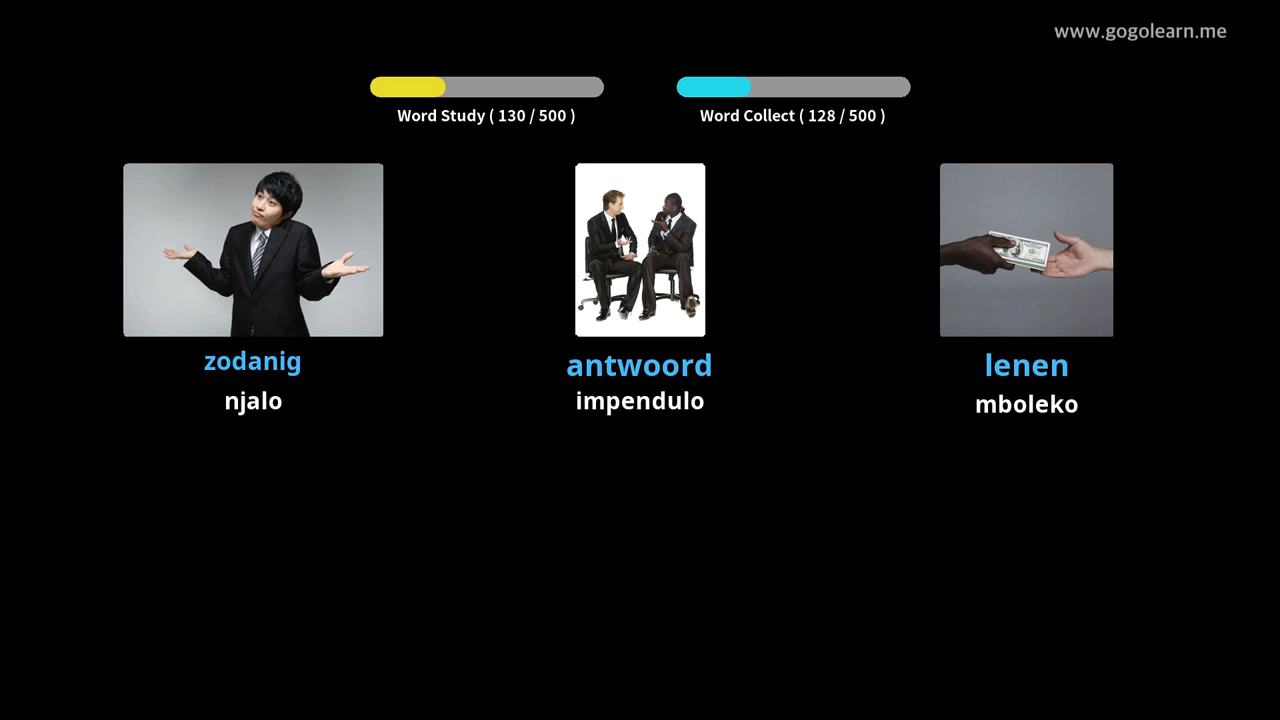 www.gogolearn.me
Word Study ( 130 / 500 )
Word Collect ( 128 / 500 )
zodanig
njalo
antwoord
impendulo
lenen
mboleko